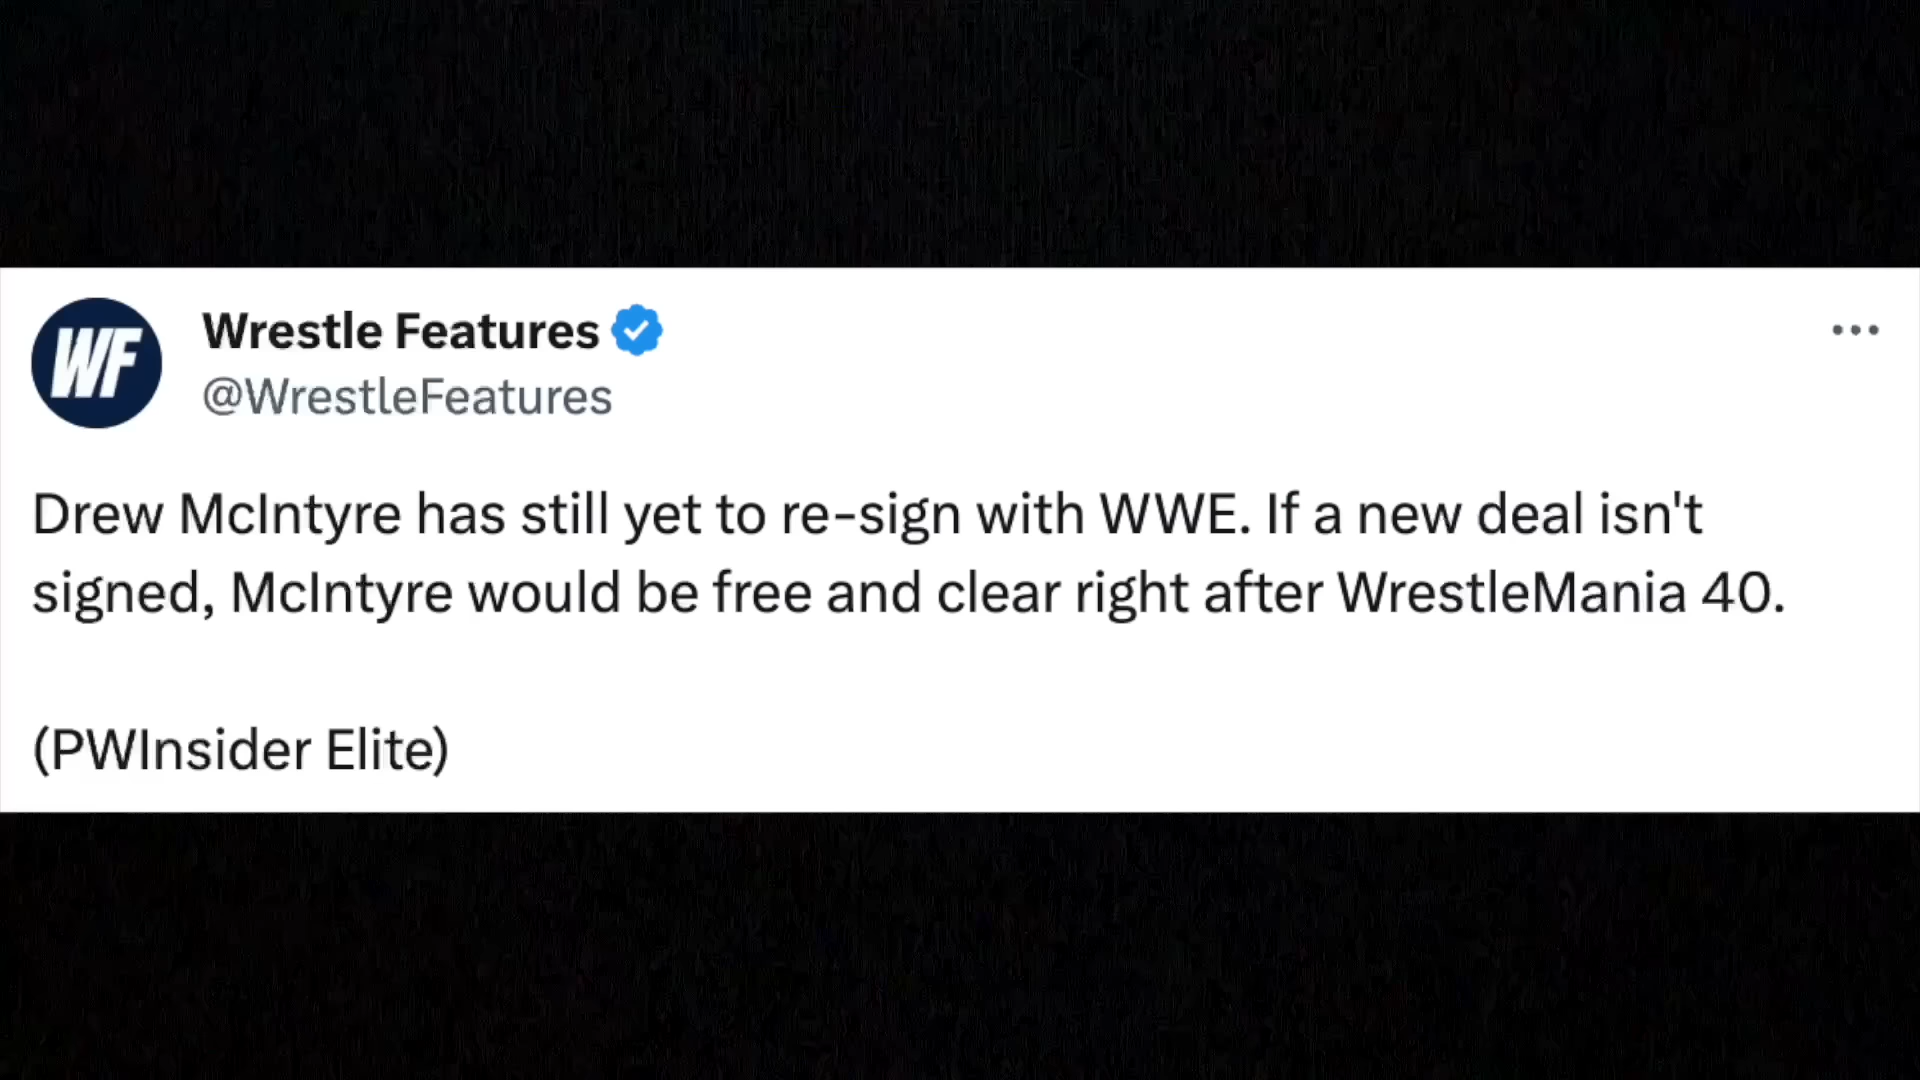 WF
Wrestle Features
@WrestleFeatures
Drew McIntyre has still yet to re-sign with WWE. If a new deal isn't
signed, McIntyre would be free and clear right after WrestleMania 40.
(PWInsider Elite)